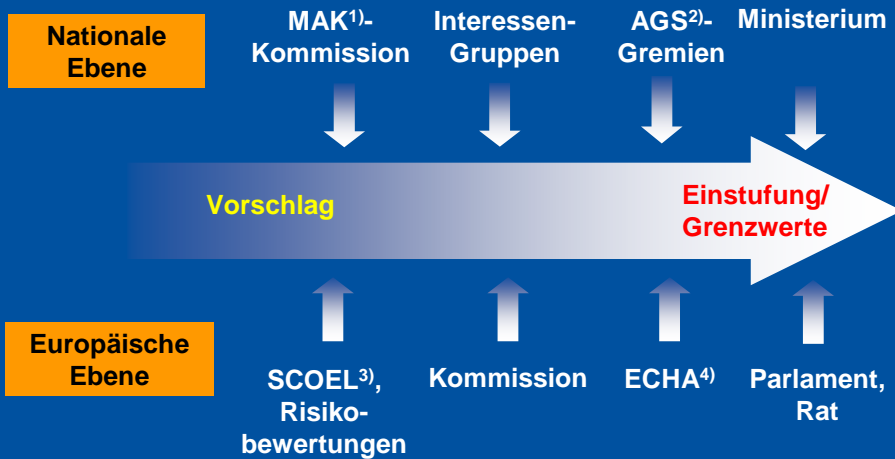 Nationale
Ebene
MAK¹⁾-
Kommission
Interessen-
Gruppen
AGS²⁾-
Gremien
Ministerium
Vorschlag
Einstufung/
Grenzwerte
Europäische
Ebene
SCOEL³⁾,
Risiko-
bewertungen
Kommission
ECHA⁴⁾
Parlament,
Rat